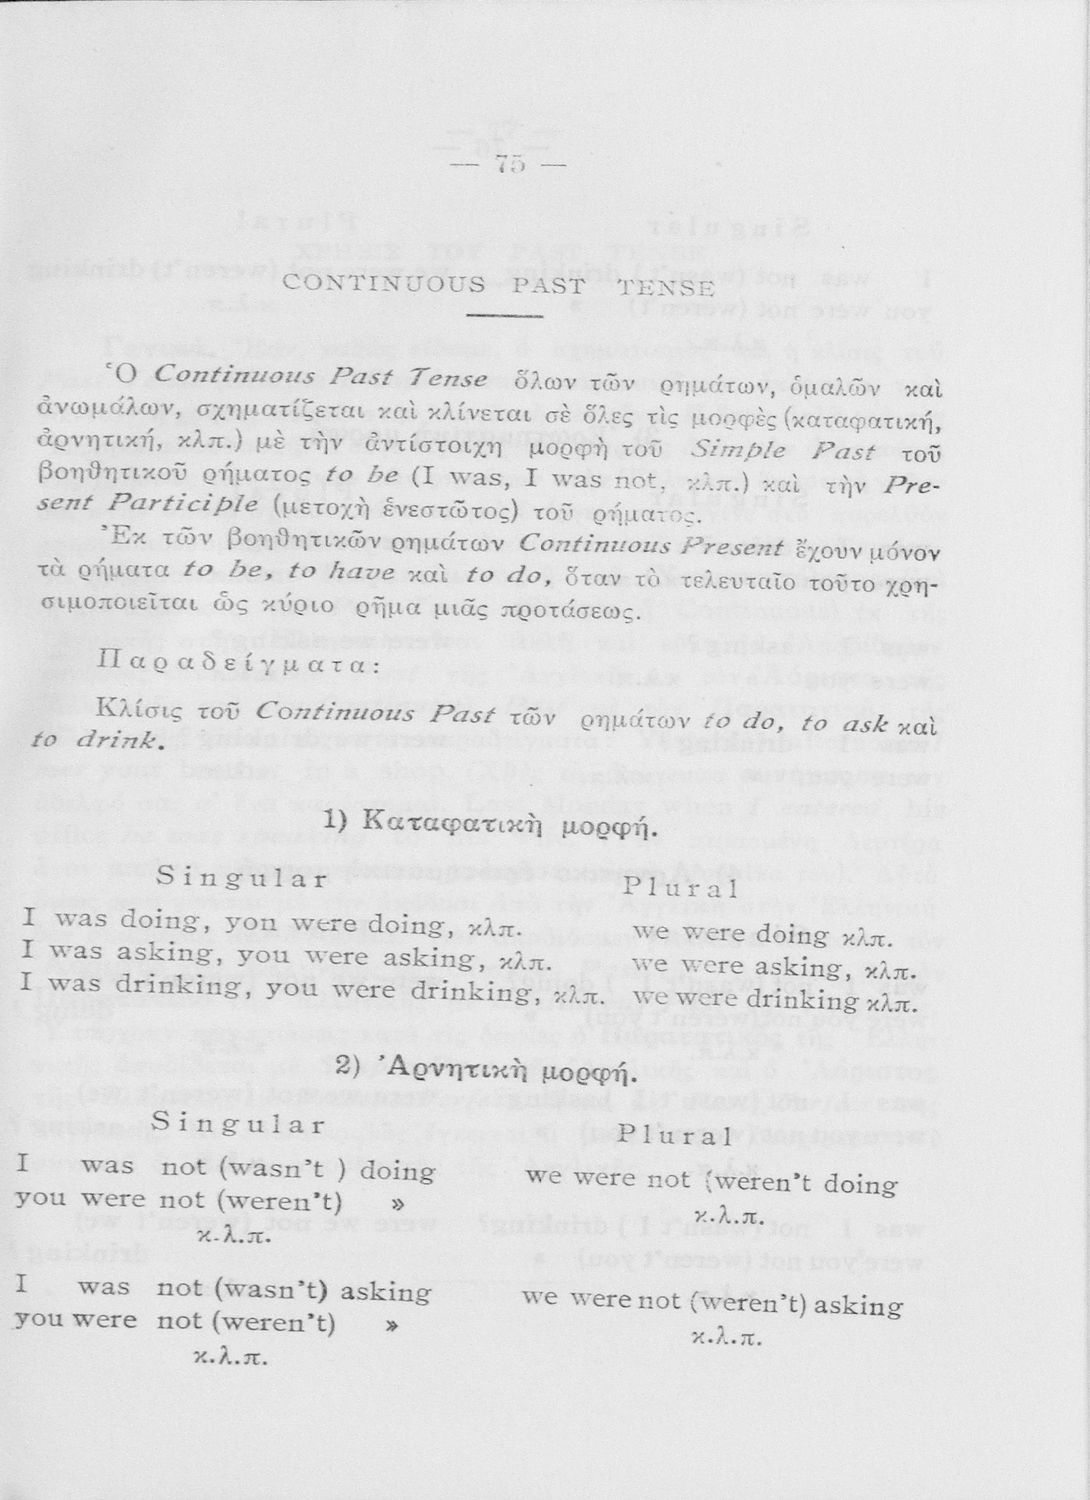 — 75 —
CONTINUOUS PAST TENSE
Ὁ Continuous Past Tense ὅλων τῶν ρημάτων, ὁμαλῶν καὶ
ἀνωμάλων, σχηματίζεται καὶ κλίνεται σὲ ὅλες τὶς μορφὲς (καταφατική,
ἀρνητική, κλπ.) μὲ τὴν ἀντίστοιχη μορφὴ τοῦ Simple Past τοῦ
βοηθητικοῦ ρήματος to be (I was, I was not, κλπ.) καὶ τὴν Pre-
sent Participle (μετοχὴ ἐνεστῶτος) τοῦ ρήματος.
Ἐκ τῶν βοηθητικῶν ρημάτων Continuous Present ἔχουν μόνον
τὰ ρήματα to be, to have καὶ to do, ὅταν τὸ τελευταῖο τοῦτο χρη-
σιμοποιεῖται ὡς κύριο ρῆμα μιᾶς προτάσεως.
Παραδείγματα:
Κλίσις τοῦ Continuous Past τῶν ρημάτων to do, to ask καὶ
to drink.
1) Καταφατικὴ μορφή.
Singular Plural
I was doing, yon were doing, κλπ. we were doing κλπ.
I was asking, you were asking, κλπ. we were asking, κλπ.
I was drinking, you were drinking, κλπ. we were drinking κλπ.
2) Ἀρνητικὴ μορφή.
Singular Plural
I was not (wasn't ) doing we were not (weren't doing
you were not (weren't) » κ.λ.π.
κ.λ.π.
I was not (wasn't) asking we were not (weren't) asking
you were not (weren't) » κ.λ.π.
κ.λ.π.